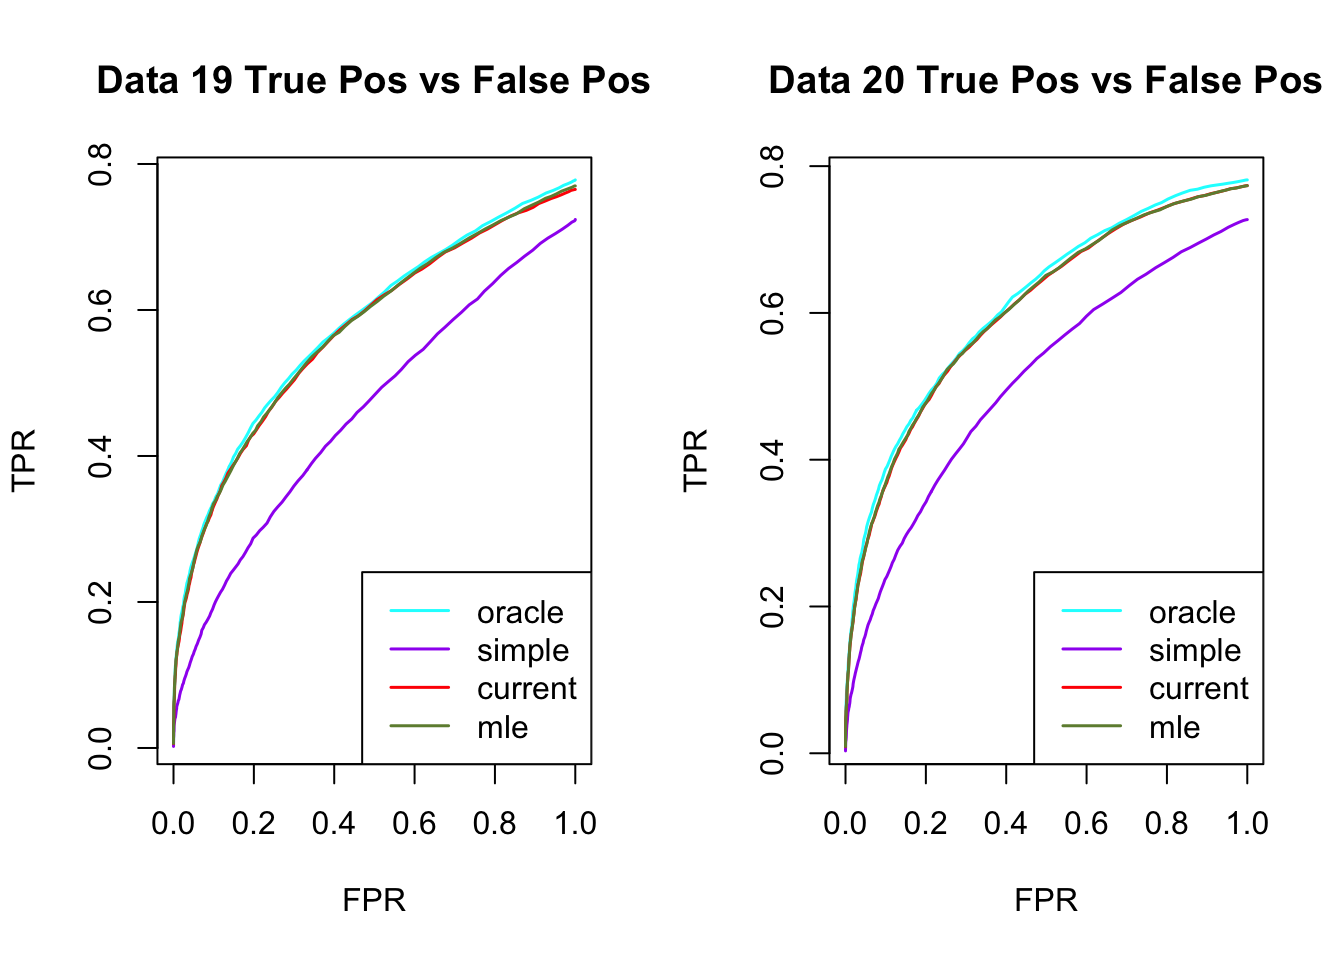 Data 19 True Pos vs False Pos
TPR
0.8
0.6
0.4
0.2
0.0
oracle
simple
current
mle
0.0 0.2 0.4 0.6 0.8 1.0
FPR
Data 20 True Pos vs False Pos
TPR
0.8
0.6
0.4
0.2
0.0
oracle
simple
current
mle
0.0 0.2 0.4 0.6 0.8 1.0
FPR